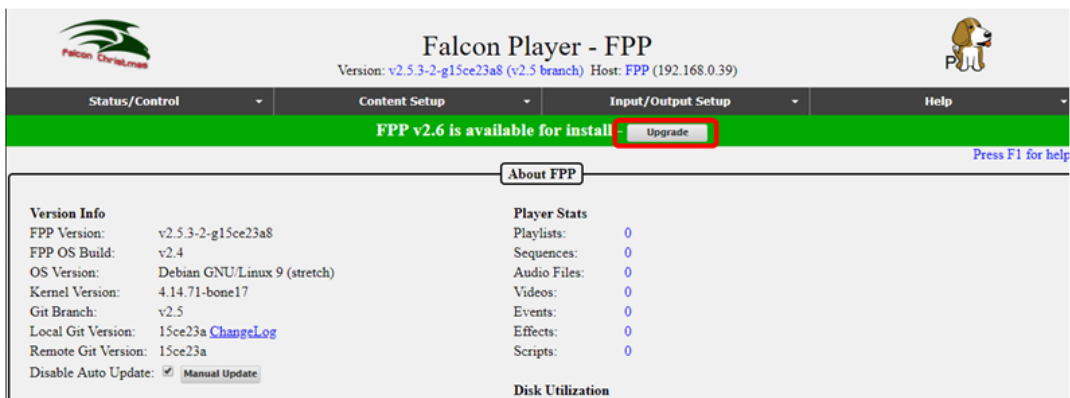 Falcon Christmas
Falcon Player - FPP
Version: v2.5.3-2-g15ce23a8 (v2.5 branch) Host: FPP (192.168.0.39)
Status/Control Content Setup Input/Output Setup Help
FPP v2.6 is available for install - Upgrade
Press F1 for help
About FPP
Version Info
FPP Version: v2.5.3-2-g15ce23a8
FPP OS Build: v2.4
OS Version: Debian GNU/Linux 9 (stretch)
Kernel Version: 4.14.71-bone17
Git Branch: v2.5
Local Git Version: 15ce23a ChangeLog
Remote Git Version: 15ce23a
Disable Auto Update: Manual Update
Player Stats
Playlists: 0
Sequences: 0
Audio Files: 0
Videos: 0
Events: 0
Effects: 0
Scripts: 0
Disk Utilization